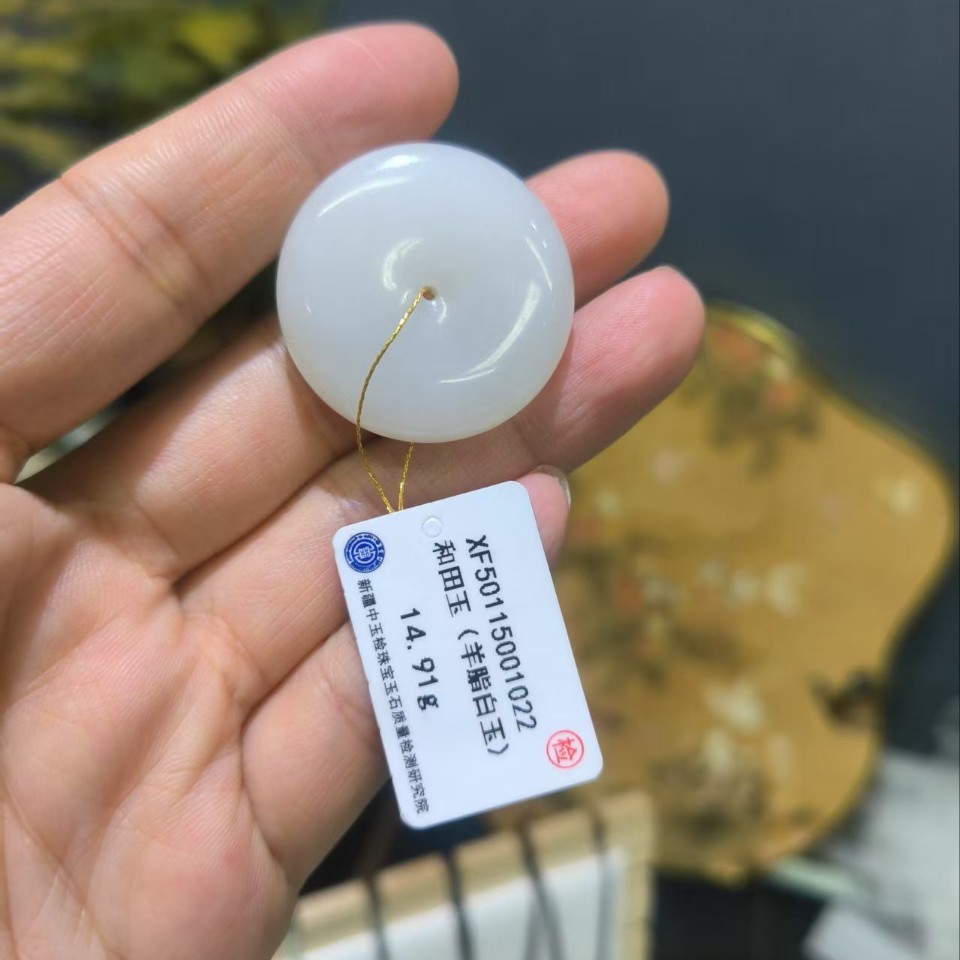 XF501150001022
和田玉（羊脂白玉）
14.91g
新疆中玉检珠宝玉石质量检测研究院
检